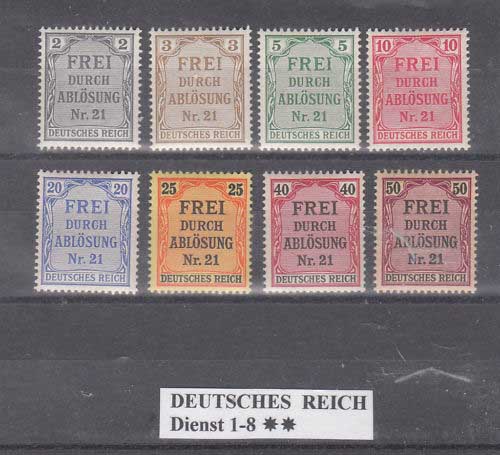 2 2
FREI
DURCH
ABLÖSUNG
Nr. 21
DEUTSCHES REICH
3 3
FREI
DURCH
ABLÖSUNG
Nr. 21
DEUTSCHES REICH
5 5
FREI
DURCH
ABLÖSUNG
Nr. 21
DEUTSCHES REICH
10 10
FREI
DURCH
ABLÖSUNG
Nr. 21
DEUTSCHES REICH
20 20
FREI
DURCH
ABLÖSUNG
Nr. 21
DEUTSCHES REICH
25 25
FREI
DURCH
ABLÖSUNG
Nr. 21
DEUTSCHES REICH
40 40
FREI
DURCH
ABLÖSUNG
Nr. 21
DEUTSCHES REICH
50 50
FREI
DURCH
ABLÖSUNG
Nr. 21
DEUTSCHES REICH
DEUTSCHES REICH
Dienst 1-8 ✷✷